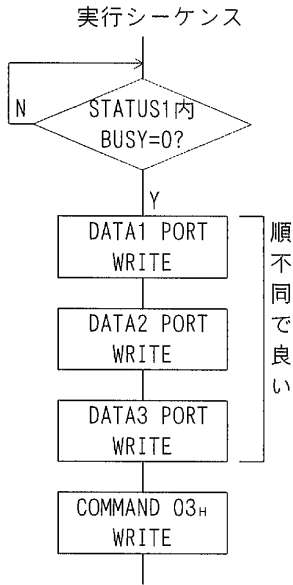 実行シーケンス
N
STATUS1内
BUSY=0?
Y
DATA1 PORT
WRITE
DATA2 PORT
WRITE
DATA3 PORT
WRITE
順不同で良い
COMMAND 03H
WRITE